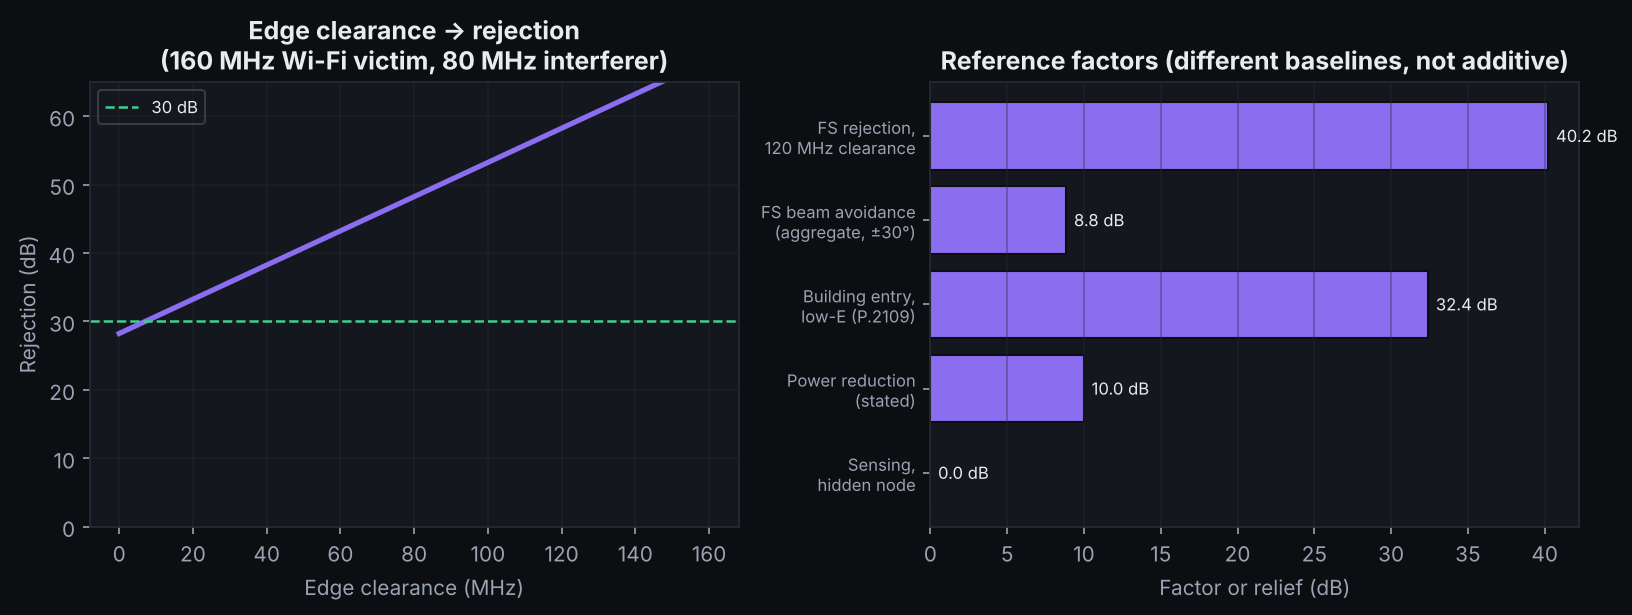 Edge clearance → rejection
(160 MHz Wi-Fi victim, 80 MHz interferer)
30 dB
60
50
40
30
20
10
0
Rejection (dB)
0 20 40 60 80 100 120 140 160
Edge clearance (MHz)
Reference factors (different baselines, not additive)
FS rejection,
120 MHz clearance
40.2 dB
FS beam avoidance
(aggregate, ±30°)
8.8 dB
Building entry,
low-E (P.2109)
32.4 dB
Power reduction
(stated)
10.0 dB
Sensing,
hidden node
0.0 dB
0 5 10 15 20 25 30 35 40
Factor or relief (dB)